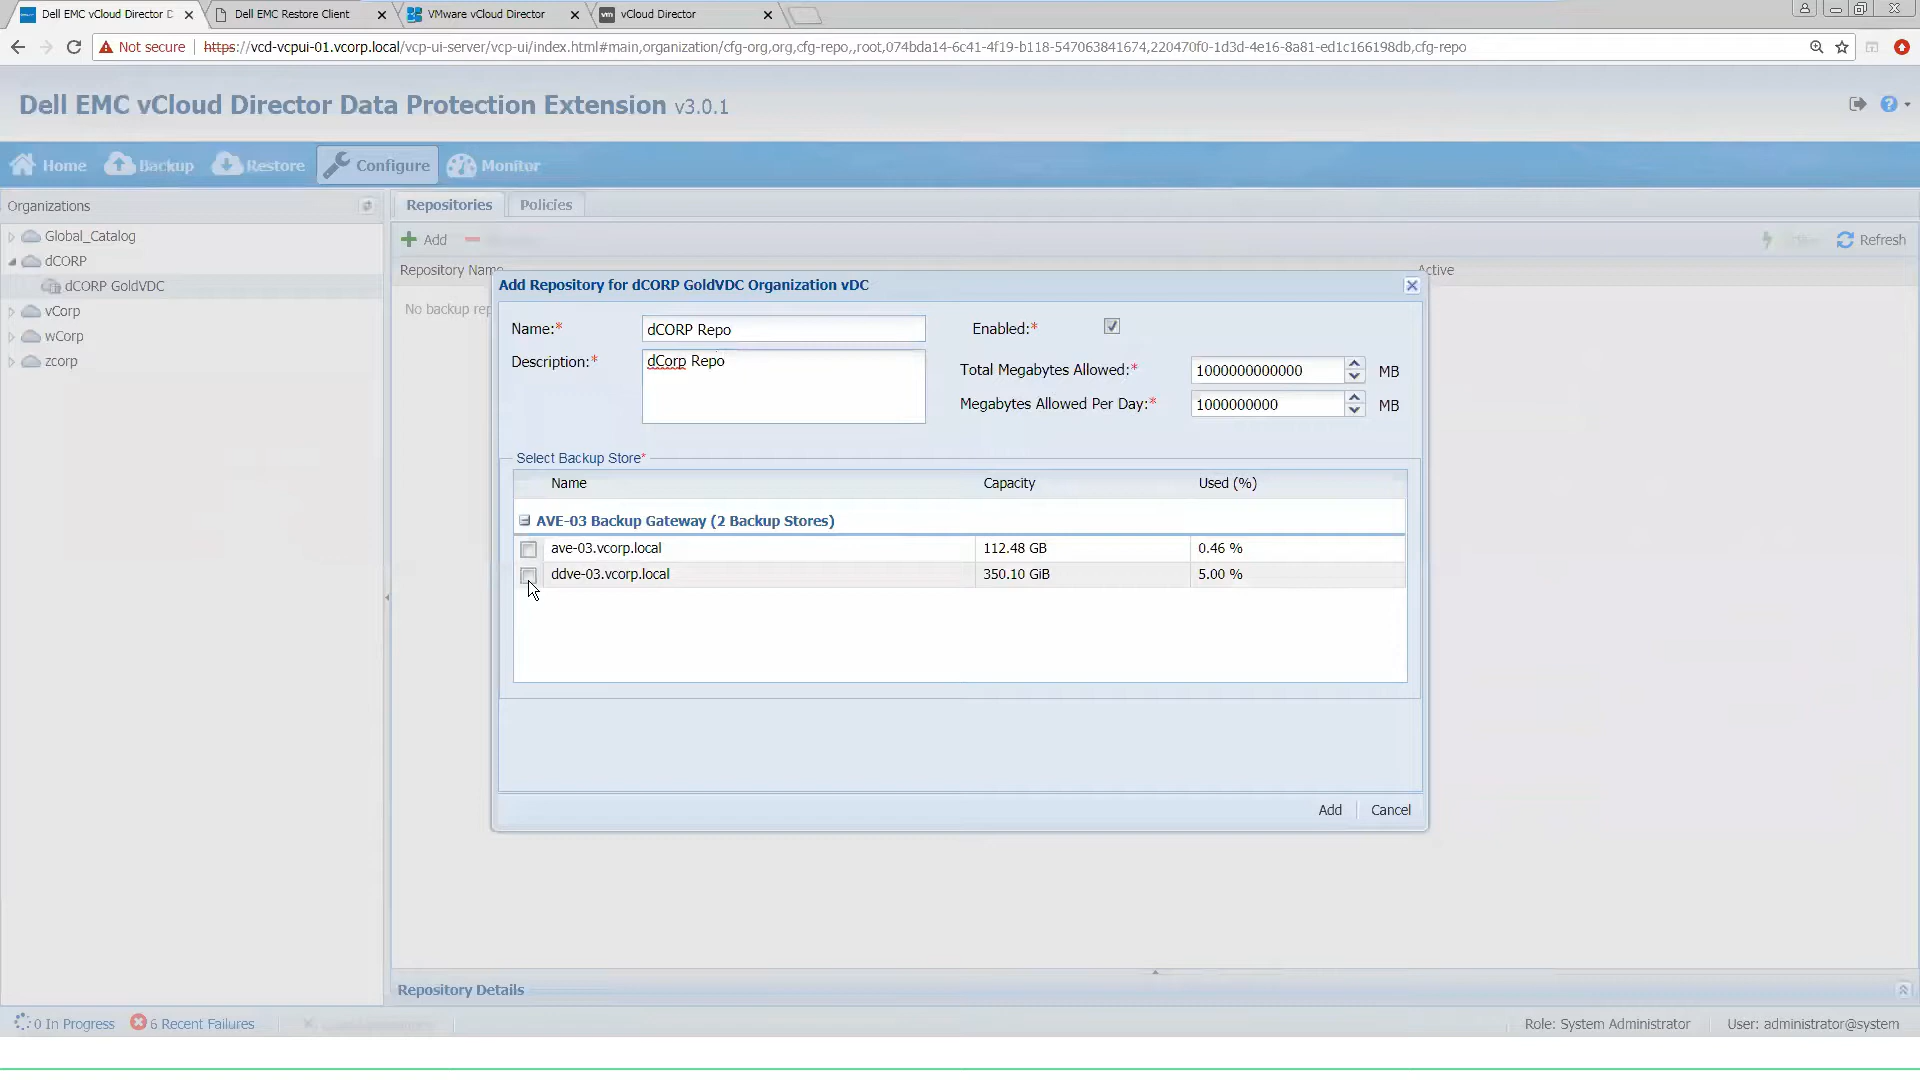 Dell EMC vCloud Director D
Dell EMC Restore Client
VMware vCloud Director
vm vCloud Director
Not secure https://vcd-vcpui-01.vcorp.local/vcp-ui-server/vcp-ui/index.html#main,organization/cfg-org,org,cfg-repo,,root,074bda14-6c41-4f19-b118-547063841674,220470f0-1d3d-4e16-8a81-ed1c166198db,cfg-repo
Dell EMC vCloud Director Data Protection Extension v3.0.1
Home Backup Restore Configure Monitor
Organizations
Global_Catalog
dCORP
dCORP GoldVDC
vCorp
wCorp
zcorp
Repositories Policies
Add
Refresh
Repository Name
Active
No backup rep
Add Repository for dCORP GoldVDC Organization vDC
Name:* dCORP Repo Enabled:*
Description:* dCorp Repo
Total Megabytes Allowed:* 1000000000000 MB
Megabytes Allowed Per Day:* 1000000000 MB
Select Backup Store*
Name Capacity Used (%)
AVE-03 Backup Gateway (2 Backup Stores)
ave-03.vcorp.local 112.48 GB 0.46 %
ddve-03.vcorp.local 350.10 GiB 5.00 %
Add Cancel
Repository Details
0 In Progress 6 Recent Failures Role: System Administrator User: administrator@system